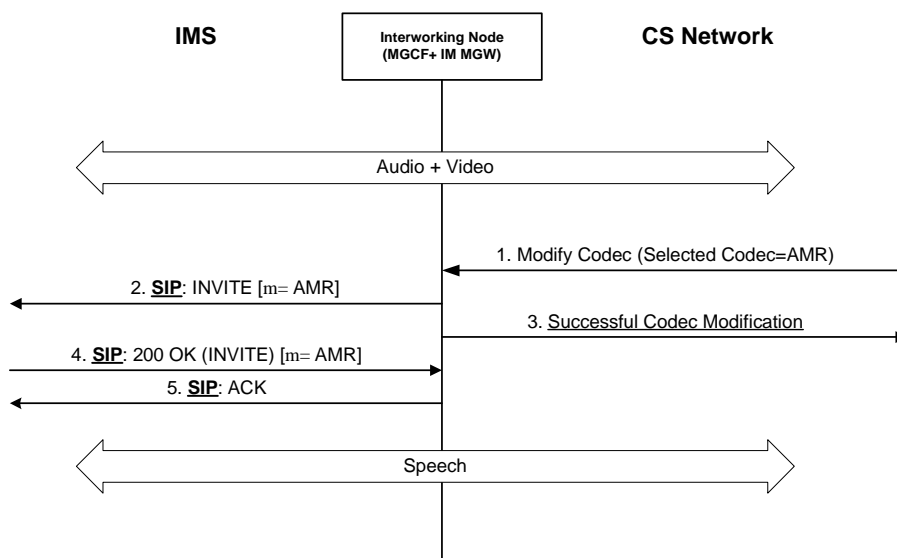 IMS
Interworking Node
(MGCF+ IM MGW)
CS Network
Audio + Video
1. Modify Codec (Selected Codec=AMR)
2. SIP: INVITE [m= AMR]
3. Successful Codec Modification
4. SIP: 200 OK (INVITE) [m= AMR]
5. SIP: ACK
Speech